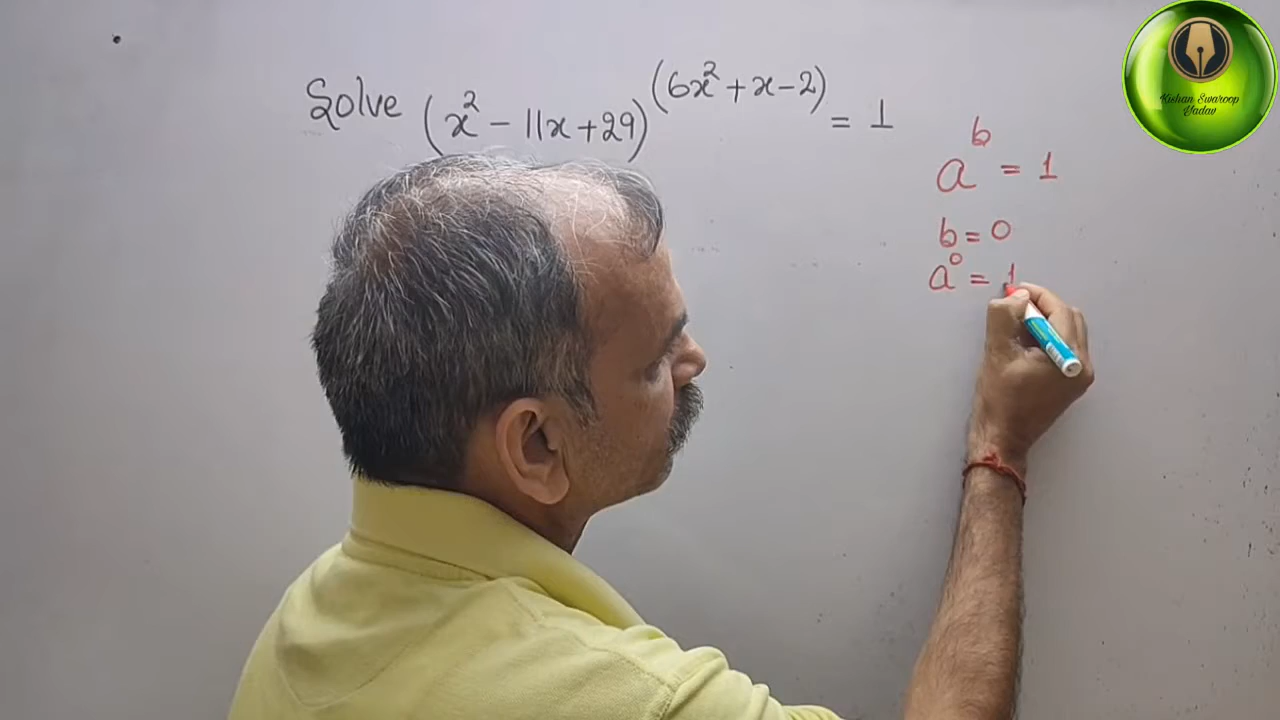 Solve (x² - 11x + 29)^(6x² + x - 2) = 1
a^b = 1
b = 0
a⁰ = 1
Kishan Swaroop
Yadav